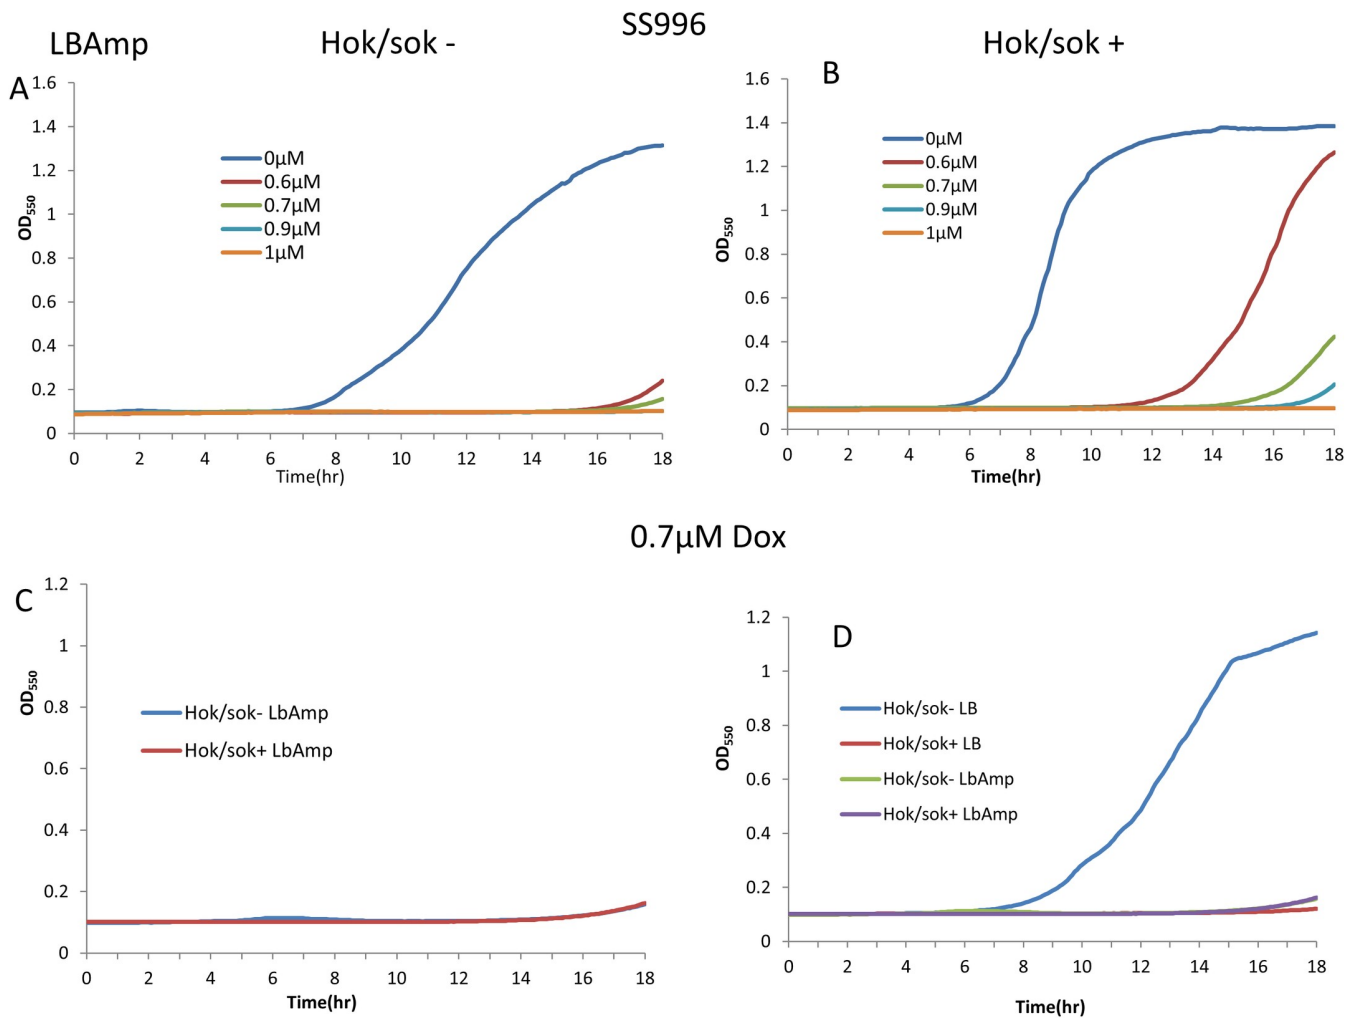 SS996
LBAmp
Hok/sok -
Hok/sok +
A
1.6
1.4
1.2
1
0.8
0.6
0.4
0.2
0
OD550
0µM
0.6µM
0.7µM
0.9µM
1µM
0 2 4 6 8 10 12 14 16 18
Time(hr)
B
1.6
1.4
1.2
1
0.8
0.6
0.4
0.2
0
OD550
0µM
0.6µM
0.7µM
0.9µM
1µM
0 2 4 6 8 10 12 14 16 18
Time(hr)
0.7µM Dox
C
1.2
1
0.8
0.6
0.4
0.2
0
OD550
Hok/sok- LbAmp
Hok/sok+ LbAmp
0 2 4 6 8 10 12 14 16 18
Time(hr)
D
1.2
1
0.8
0.6
0.4
0.2
0
OD550
Hok/sok- LB
Hok/sok+ LB
Hok/sok- LbAmp
Hok/sok+ LbAmp
0 2 4 6 8 10 12 14 16 18
Time(hr)